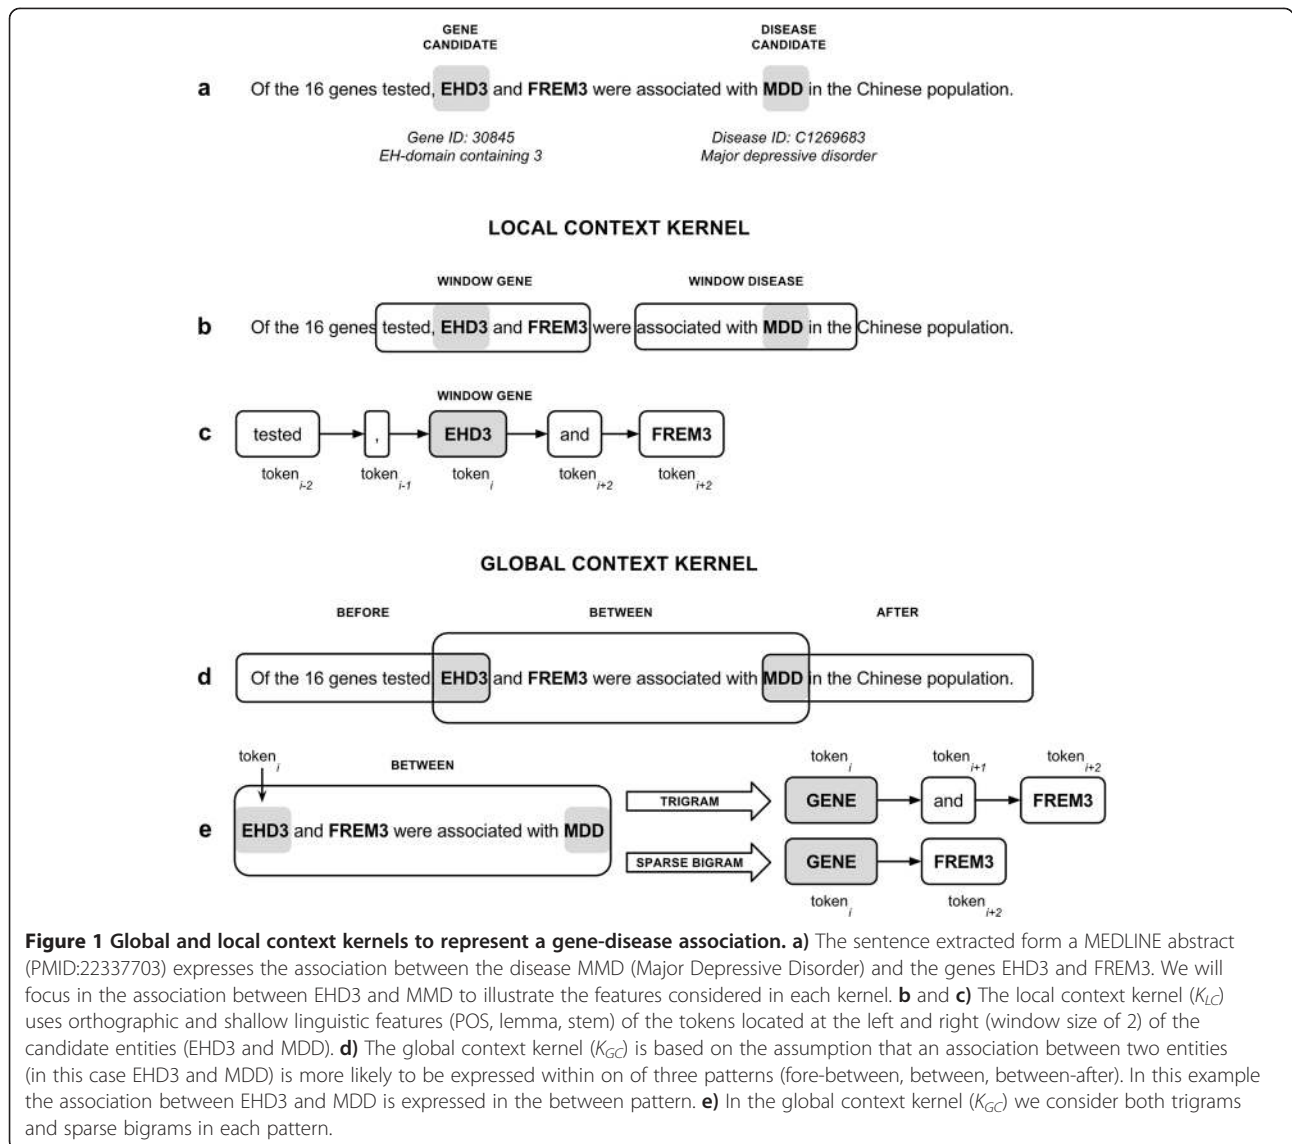 GENE
CANDIDATE
DISEASE
CANDIDATE
a Of the 16 genes tested, EHD3 and FREM3 were associated with MDD in the Chinese population.
Gene ID: 30845
EH-domain containing 3
Disease ID: C1269683
Major depressive disorder
LOCAL CONTEXT KERNEL
WINDOW GENE WINDOW DISEASE
b Of the 16 genes tested, EHD3 and FREM3 were associated with MDD in the Chinese population.
WINDOW GENE
c tested , EHD3 and FREM3
token i-2 token i-1 token i token i+2 token i+2
GLOBAL CONTEXT KERNEL
BEFORE BETWEEN AFTER
d Of the 16 genes tested EHD3 and FREM3 were associated with MDD in the Chinese population.
token i BETWEEN token i token i+1 token i+2
TRIGRAM GENE and FREM3
e EHD3 and FREM3 were associated with MDD
SPARSE BIGRAM GENE FREM3
token i token i+2
Figure 1 Global and local context kernels to represent a gene-disease association. a) The sentence extracted form a MEDLINE abstract
(PMID:22337703) expresses the association between the disease MMD (Major Depressive Disorder) and the genes EHD3 and FREM3. We will
focus in the association between EHD3 and MMD to illustrate the features considered in each kernel. b and c) The local context kernel (KLC)
uses orthographic and shallow linguistic features (POS, lemma, stem) of the tokens located at the left and right (window size of 2) of the
candidate entities (EHD3 and MDD). d) The global context kernel (KGC) is based on the assumption that an association between two entities
(in this case EHD3 and MDD) is more likely to be expressed within on of three patterns (fore-between, between, between-after). In this example
the association between EHD3 and MDD is expressed in the between pattern. e) In the global context kernel (KGC) we consider both trigrams
and sparse bigrams in each pattern.